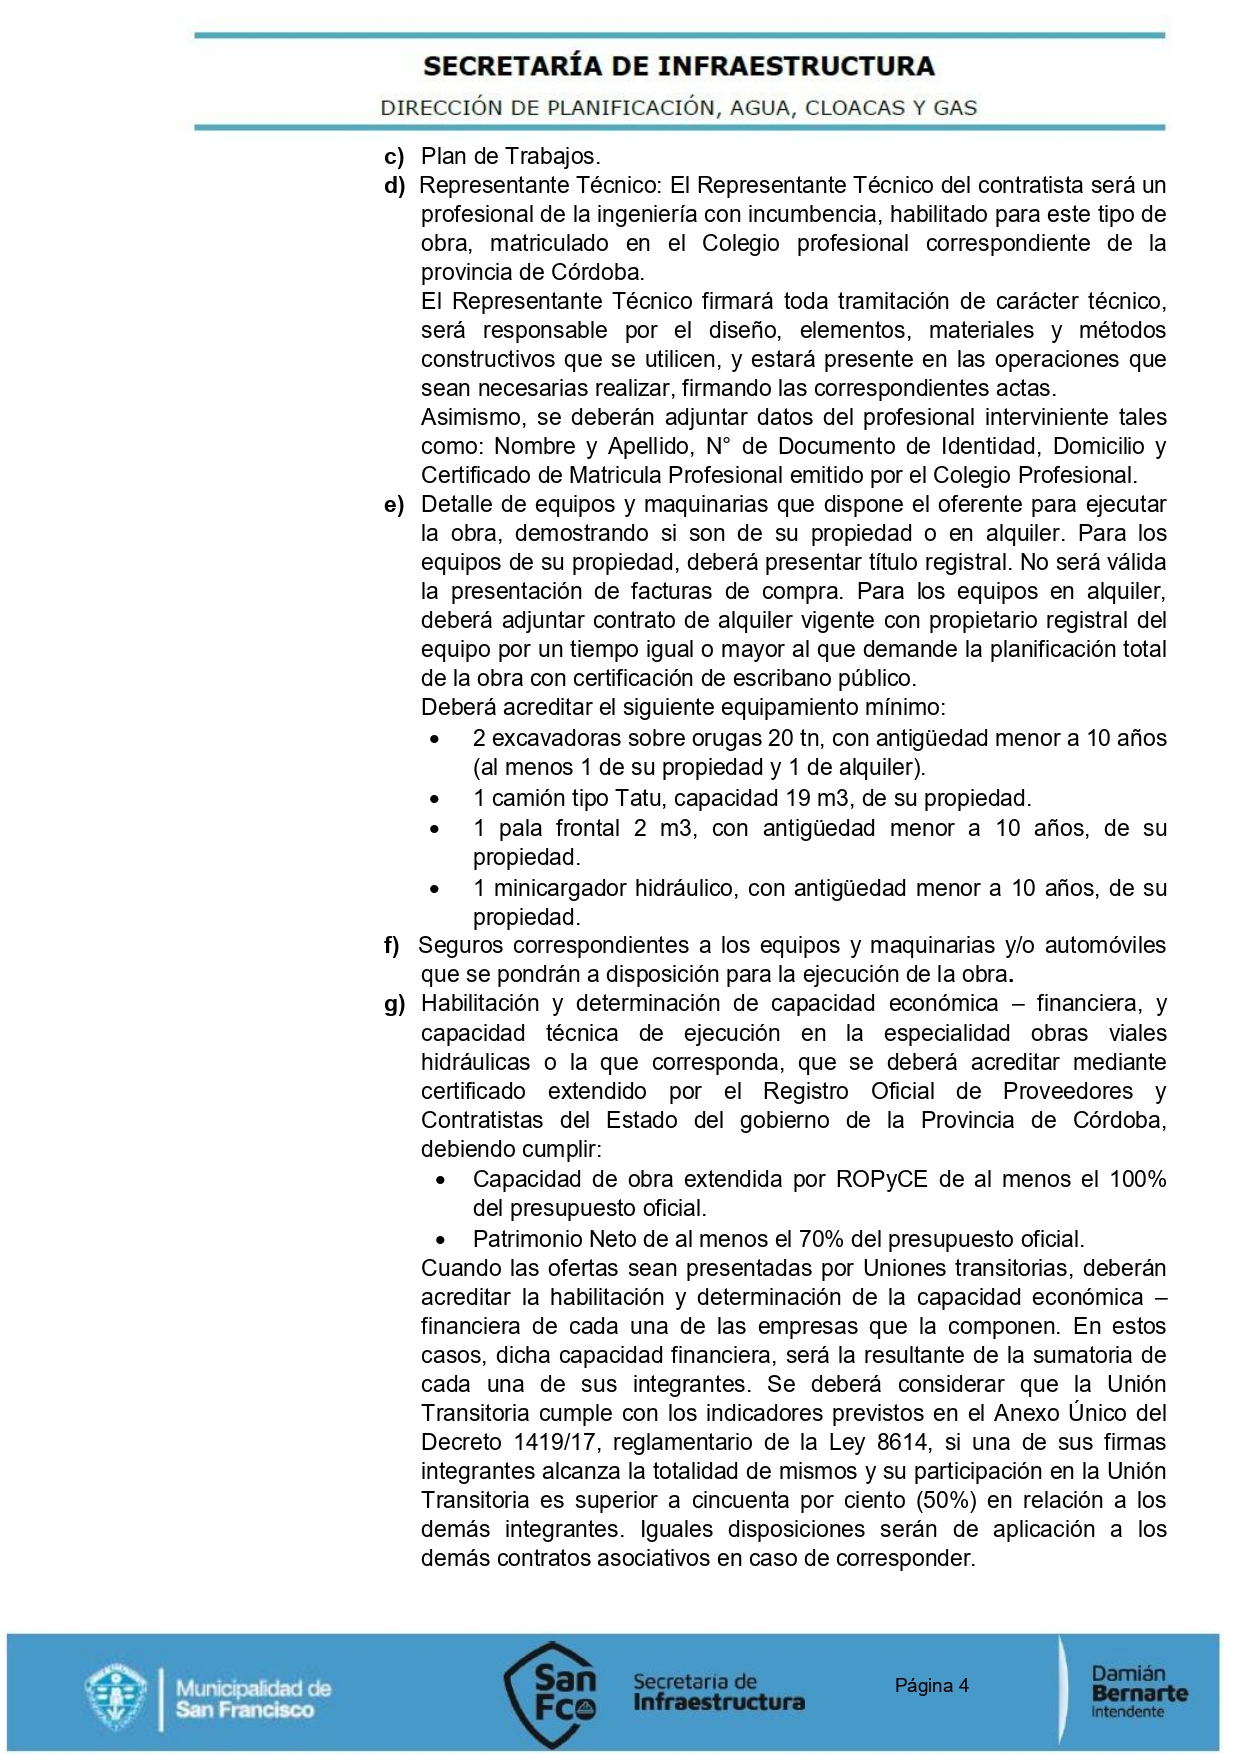 SECRETARÍA DE INFRAESTRUCTURA
DIRECCIÓN DE PLANIFICACIÓN, AGUA, CLOACAS Y GAS
c) Plan de Trabajos.
d) Representante Técnico: El Representante Técnico del contratista será un
profesional de la ingeniería con incumbencia, habilitado para este tipo de
obra, matriculado en el Colegio profesional correspondiente de la
provincia de Córdoba.
El Representante Técnico firmará toda tramitación de carácter técnico,
será responsable por el diseño, elementos, materiales y métodos
constructivos que se utilicen, y estará presente en las operaciones que
sean necesarias realizar, firmando las correspondientes actas.
Asimismo, se deberán adjuntar datos del profesional interviniente tales
como: Nombre y Apellido, N° de Documento de Identidad, Domicilio y
Certificado de Matricula Profesional emitido por el Colegio Profesional.
e) Detalle de equipos y maquinarias que dispone el oferente para ejecutar
la obra, demostrando si son de su propiedad o en alquiler. Para los
equipos de su propiedad, deberá presentar título registral. No será válida
la presentación de facturas de compra. Para los equipos en alquiler,
deberá adjuntar contrato de alquiler vigente con propietario registral del
equipo por un tiempo igual o mayor al que demande la planificación total
de la obra con certificación de escribano público.
Deberá acreditar el siguiente equipamiento mínimo:
• 2 excavadoras sobre orugas 20 tn, con antigüedad menor a 10 años
(al menos 1 de su propiedad y 1 de alquiler).
• 1 camión tipo Tatu, capacidad 19 m3, de su propiedad.
• 1 pala frontal 2 m3, con antigüedad menor a 10 años, de su
propiedad.
• 1 minicargador hidráulico, con antigüedad menor a 10 años, de su
propiedad.
f) Seguros correspondientes a los equipos y maquinarias y/o automóviles
que se pondrán a disposición para la ejecución de la obra.
g) Habilitación y determinación de capacidad económica – financiera, y
capacidad técnica de ejecución en la especialidad obras viales
hidráulicas o la que corresponda, que se deberá acreditar mediante
certificado extendido por el Registro Oficial de Proveedores y
Contratistas del Estado del gobierno de la Provincia de Córdoba,
debiendo cumplir:
• Capacidad de obra extendida por ROPyCE de al menos el 100%
del presupuesto oficial.
• Patrimonio Neto de al menos el 70% del presupuesto oficial.
Cuando las ofertas sean presentadas por Uniones transitorias, deberán
acreditar la habilitación y determinación de la capacidad económica –
financiera de cada una de las empresas que la componen. En estos
casos, dicha capacidad financiera, será la resultante de la sumatoria de
cada una de sus integrantes. Se deberá considerar que la Unión
Transitoria cumple con los indicadores previstos en el Anexo Único del
Decreto 1419/17, reglamentario de la Ley 8614, si una de sus firmas
integrantes alcanza la totalidad de mismos y su participación en la Unión
Transitoria es superior a cincuenta por ciento (50%) en relación a los
demás integrantes. Iguales disposiciones serán de aplicación a los
demás contratos asociativos en caso de corresponder.
Municipalidad de
San Francisco
San
Fco
Secretaría de
Infraestructura
Página 4
Damián
Bernarte
Intendente